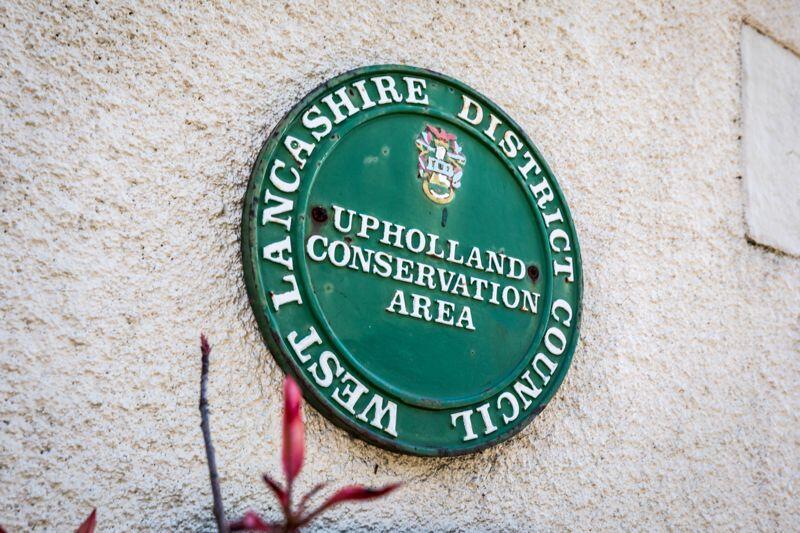 WEST LANCASHIRE DISTRICT COUNCIL
UPHOLLAND
CONSERVATION
AREA